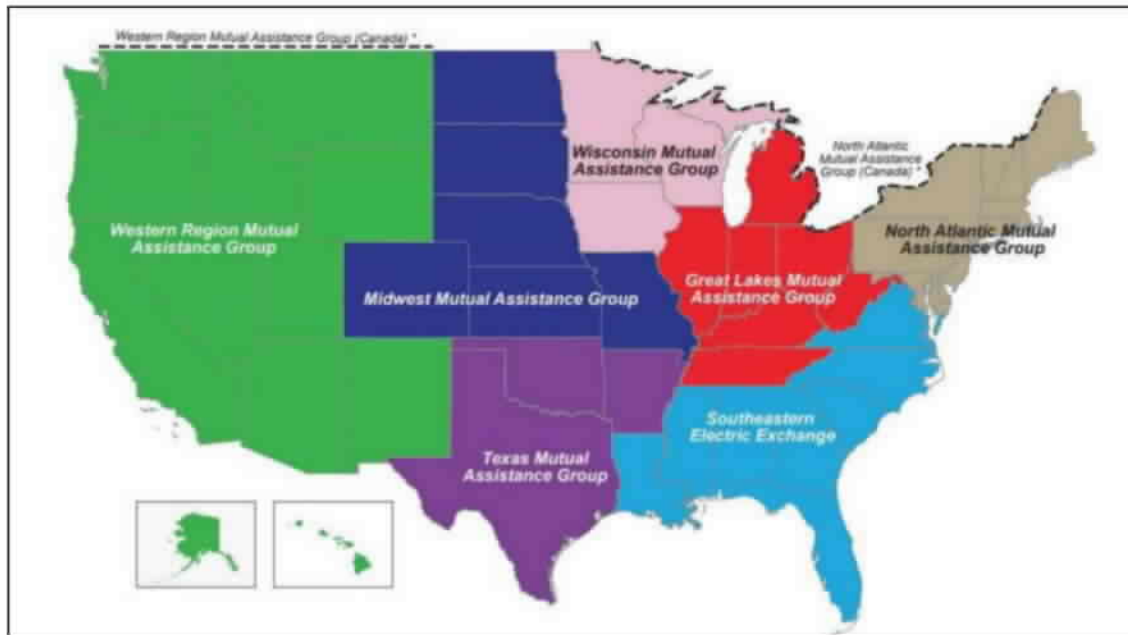 Western Region Mutual Assistance Group (Canada) *
Wisconsin Mutual
Assistance Group
North Atlantic
Mutual Assistance
Group (Canada) *
Western Region Mutual
Assistance Group
North Atlantic Mutual
Assistance Group
Midwest Mutual Assistance Group
Great Lakes Mutual
Assistance Group
Southeastern
Electric Exchange
Texas Mutual
Assistance Group